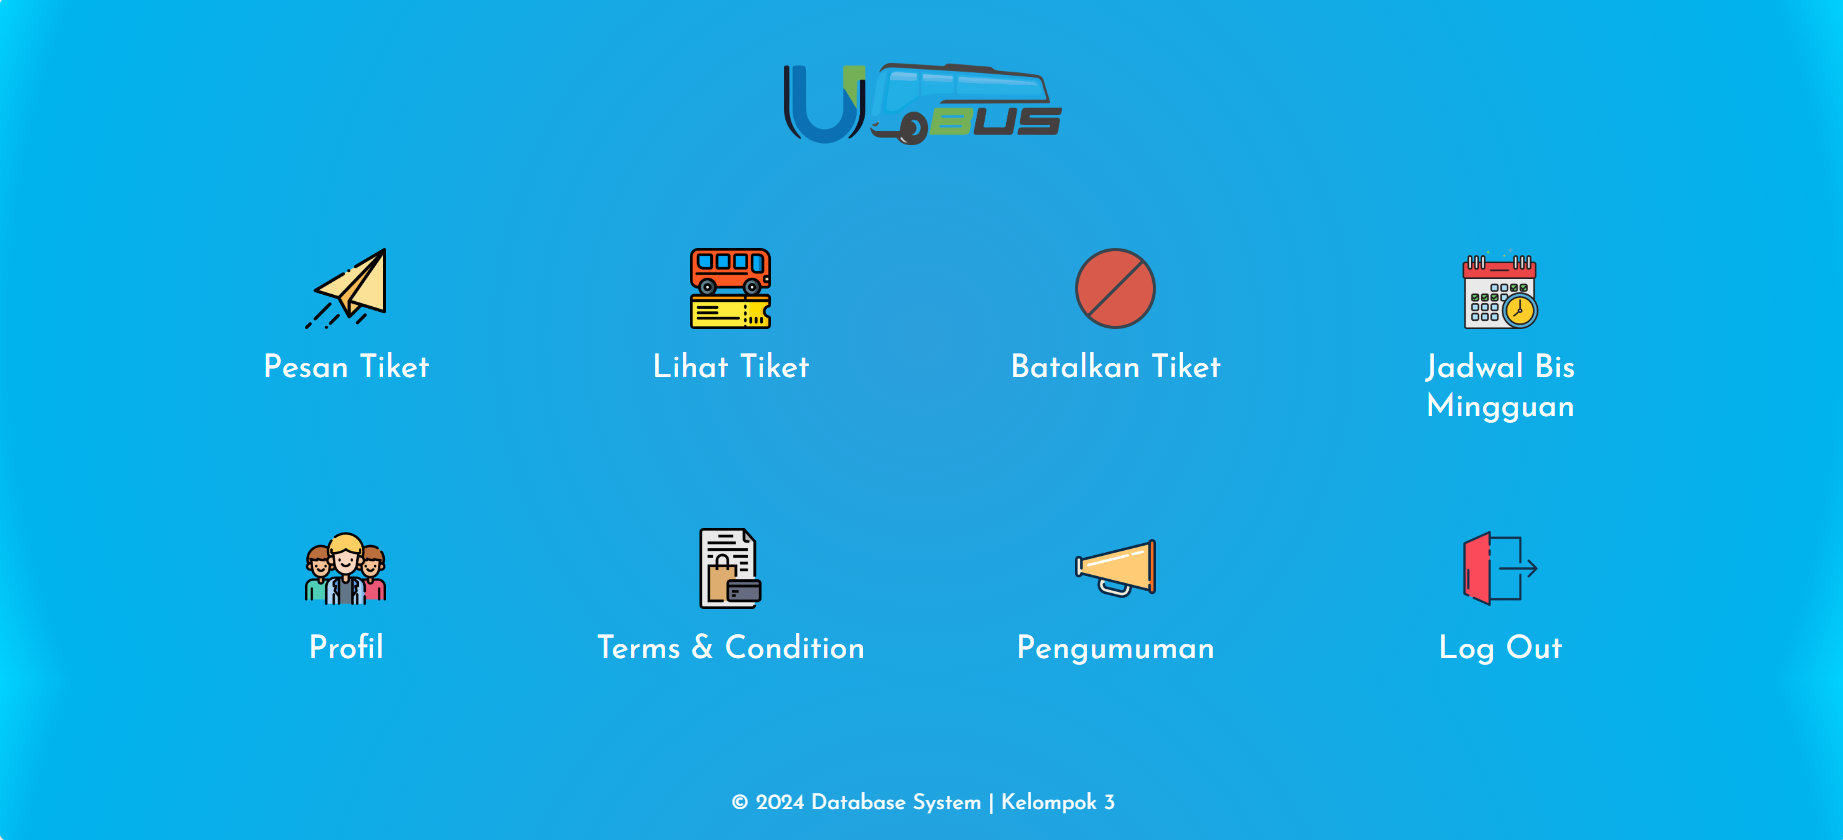 U BUS
Pesan Tiket
Lihat Tiket
Batalkan Tiket
Jadwal Bis
Mingguan
Profil
Terms & Condition
Pengumuman
Log Out
© 2024 Database System | Kelompok 3